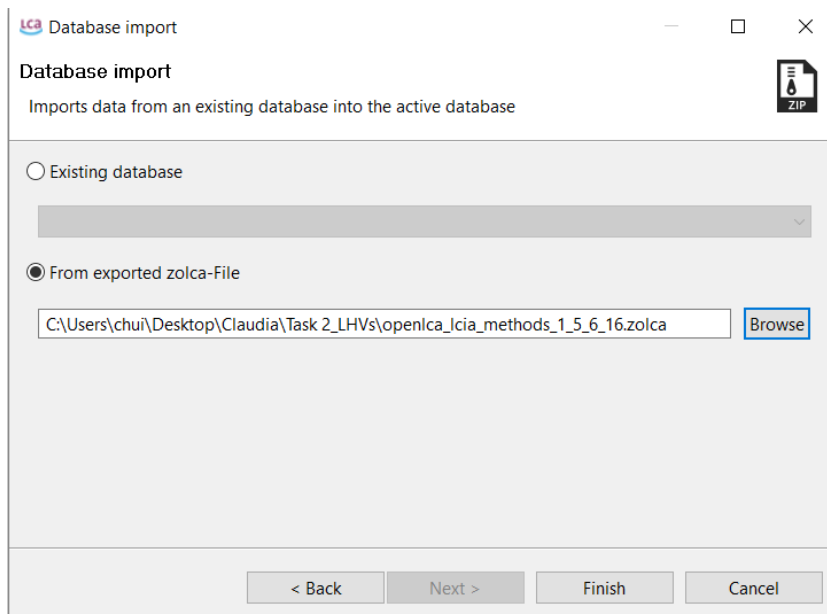 LCA Database import
Database import
Imports data from an existing database into the active database
ZIP
Existing database
From exported zolca-File
C:\Users\chui\Desktop\Claudia\Task 2_LHVs\openlca_lcia_methods_1_5_6_16.zolca Browse
< Back Next > Finish Cancel